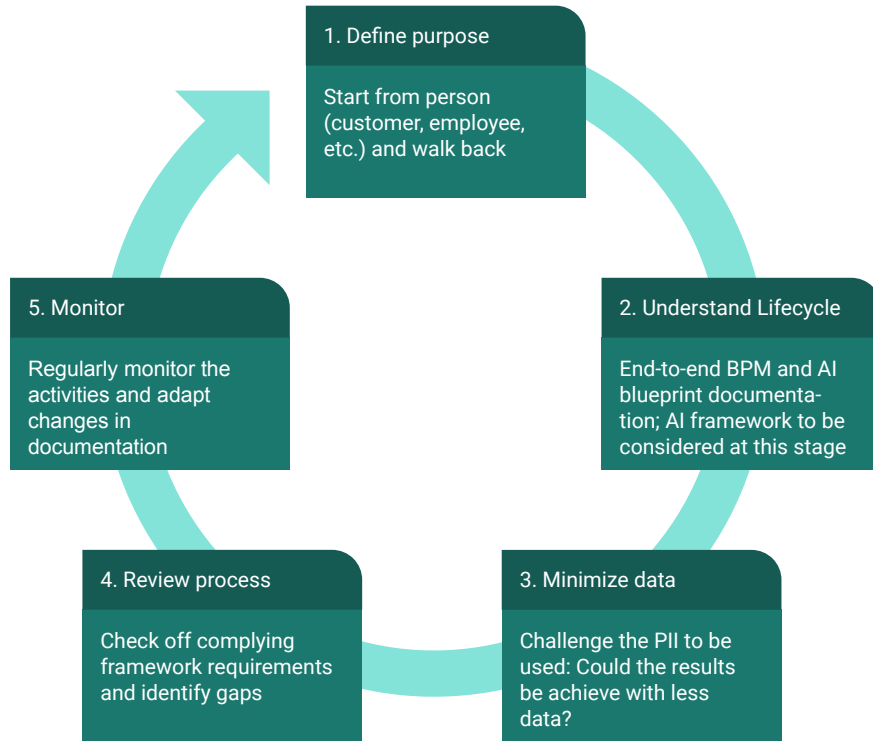 1. Define purpose
Start from person
(customer, employee,
etc.) and walk back
2. Understand Lifecycle
End-to-end BPM and AI
blueprint documenta-
tion; AI framework to be
considered at this stage
3. Minimize data
Challenge the PII to be
used: Could the results
be achieve with less
data?
4. Review process
Check off complying
framework requirements
and identify gaps
5. Monitor
Regularly monitor the
activities and adapt
changes in
documentation